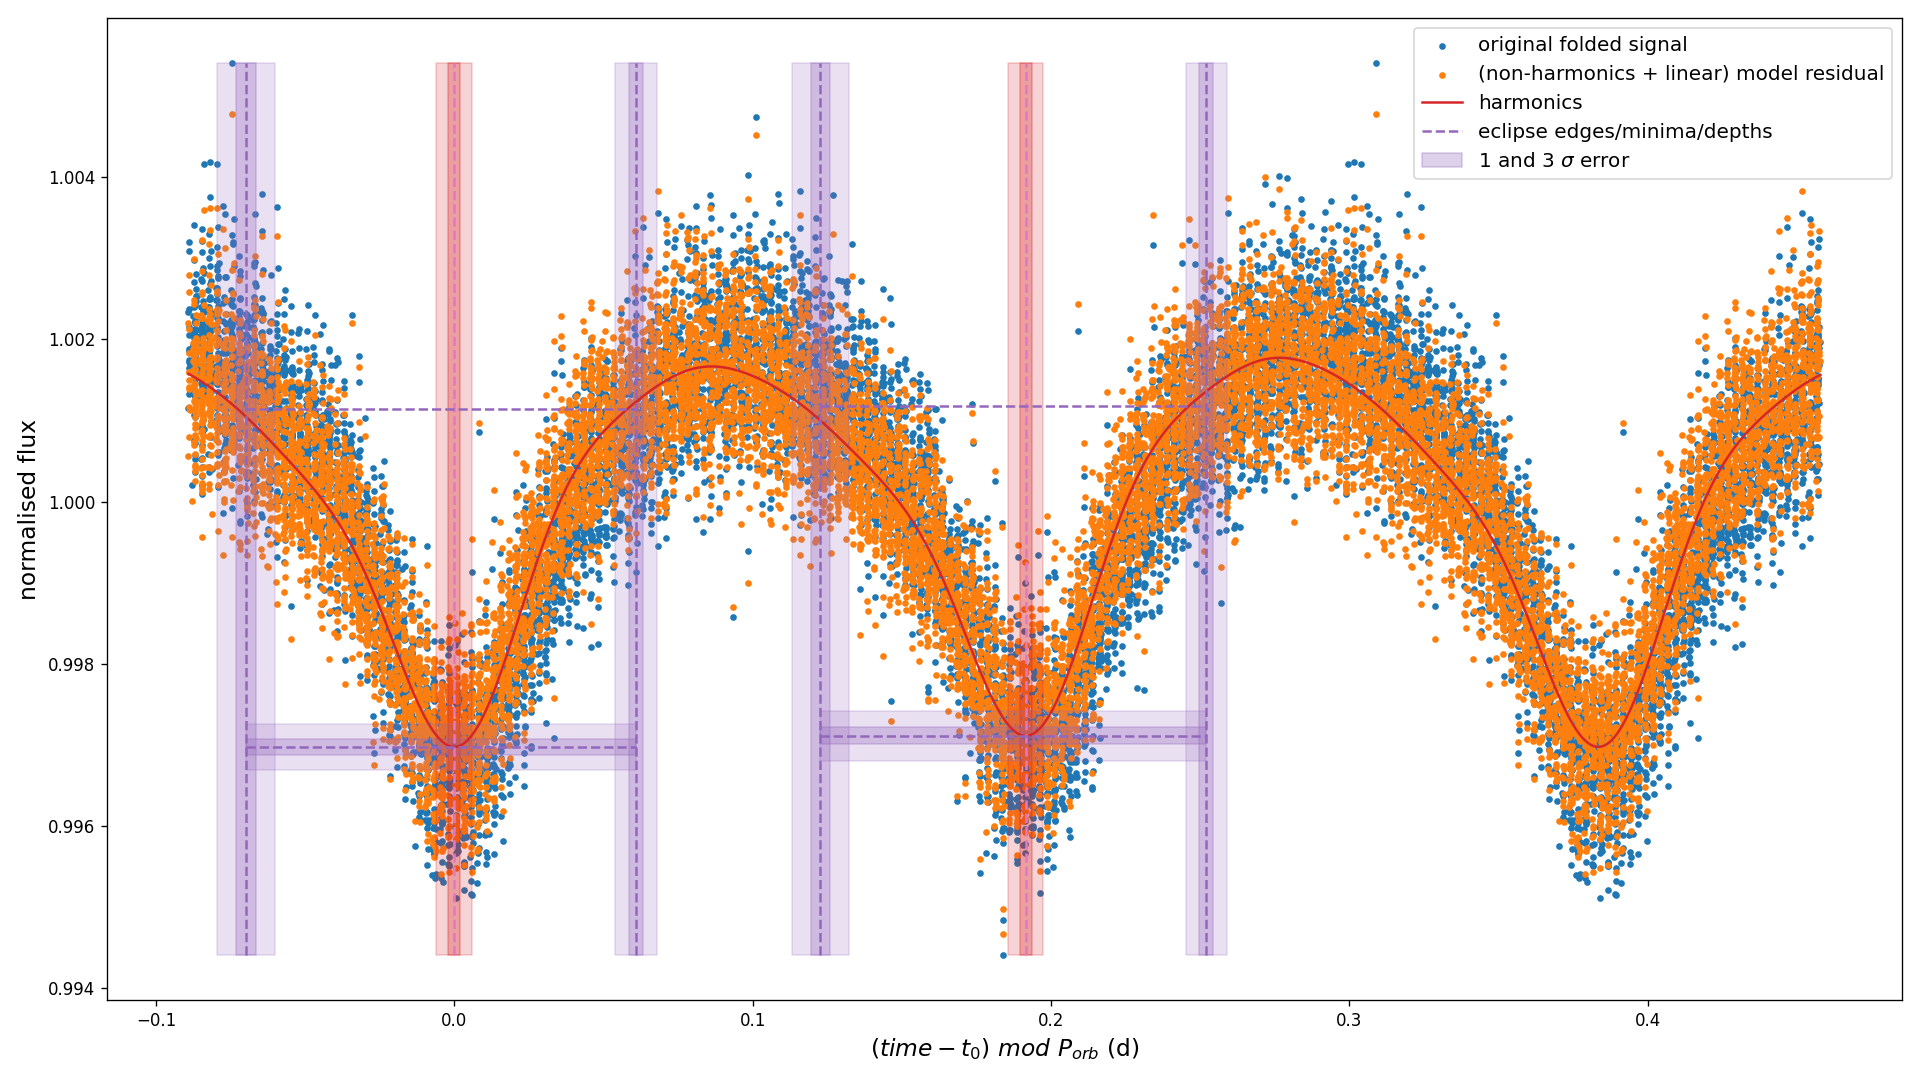 original folded signal
(non-harmonics + linear) model residual
harmonics
eclipse edges/minima/depths
1 and 3 σ error
normalised flux
1.004
1.002
1.000
0.998
0.996
0.994
−0.1
0.0
0.1
0.2
0.3
0.4
(time − t₀) mod Pₒᵣb (d)